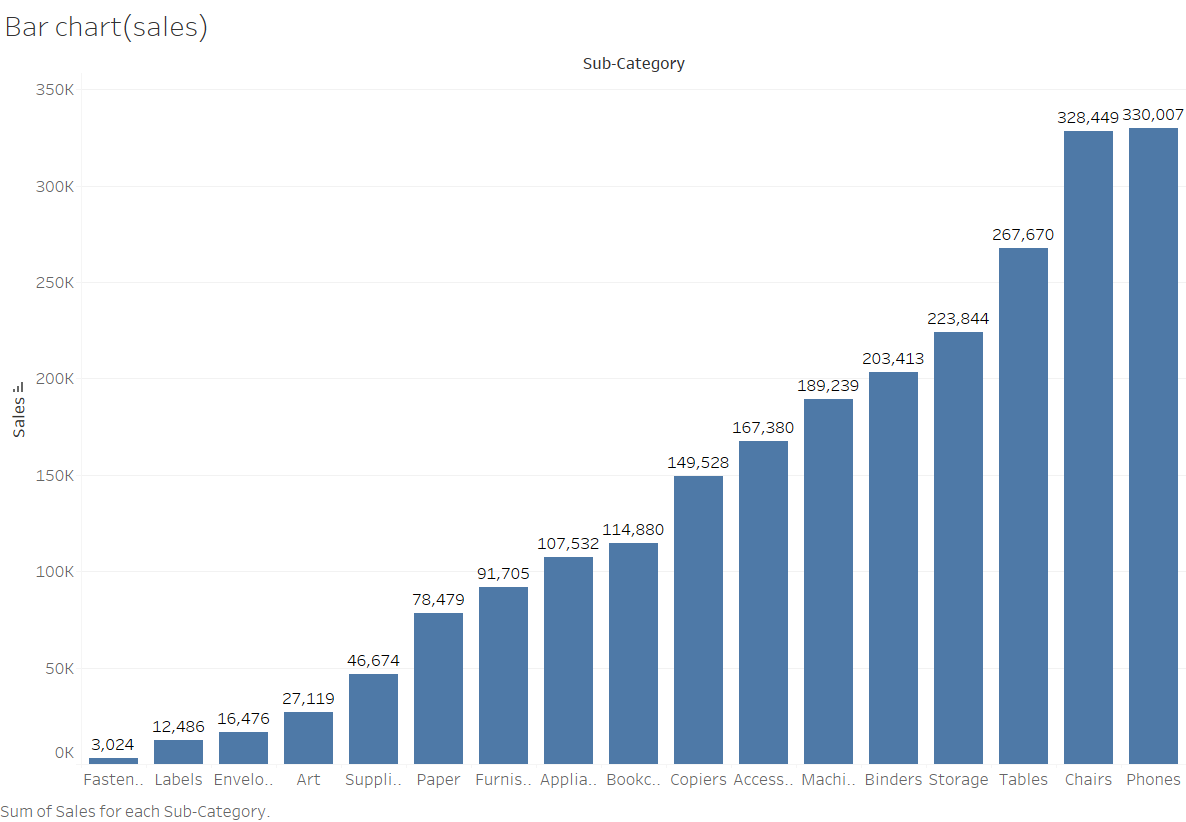 Bar chart(sales)
Sub-Category
350K
300K
250K
200K
150K
100K
50K
0K
Sales
3,024
12,486
16,476
27,119
46,674
78,479
91,705
107,532
114,880
149,528
167,380
189,239
203,413
223,844
267,670
328,449
330,007
Fasten.. Labels Envelo.. Art Suppli.. Paper Furnis.. Applia.. Bookc.. Copiers Access.. Machi.. Binders Storage Tables Chairs Phones
Sum of Sales for each Sub-Category.